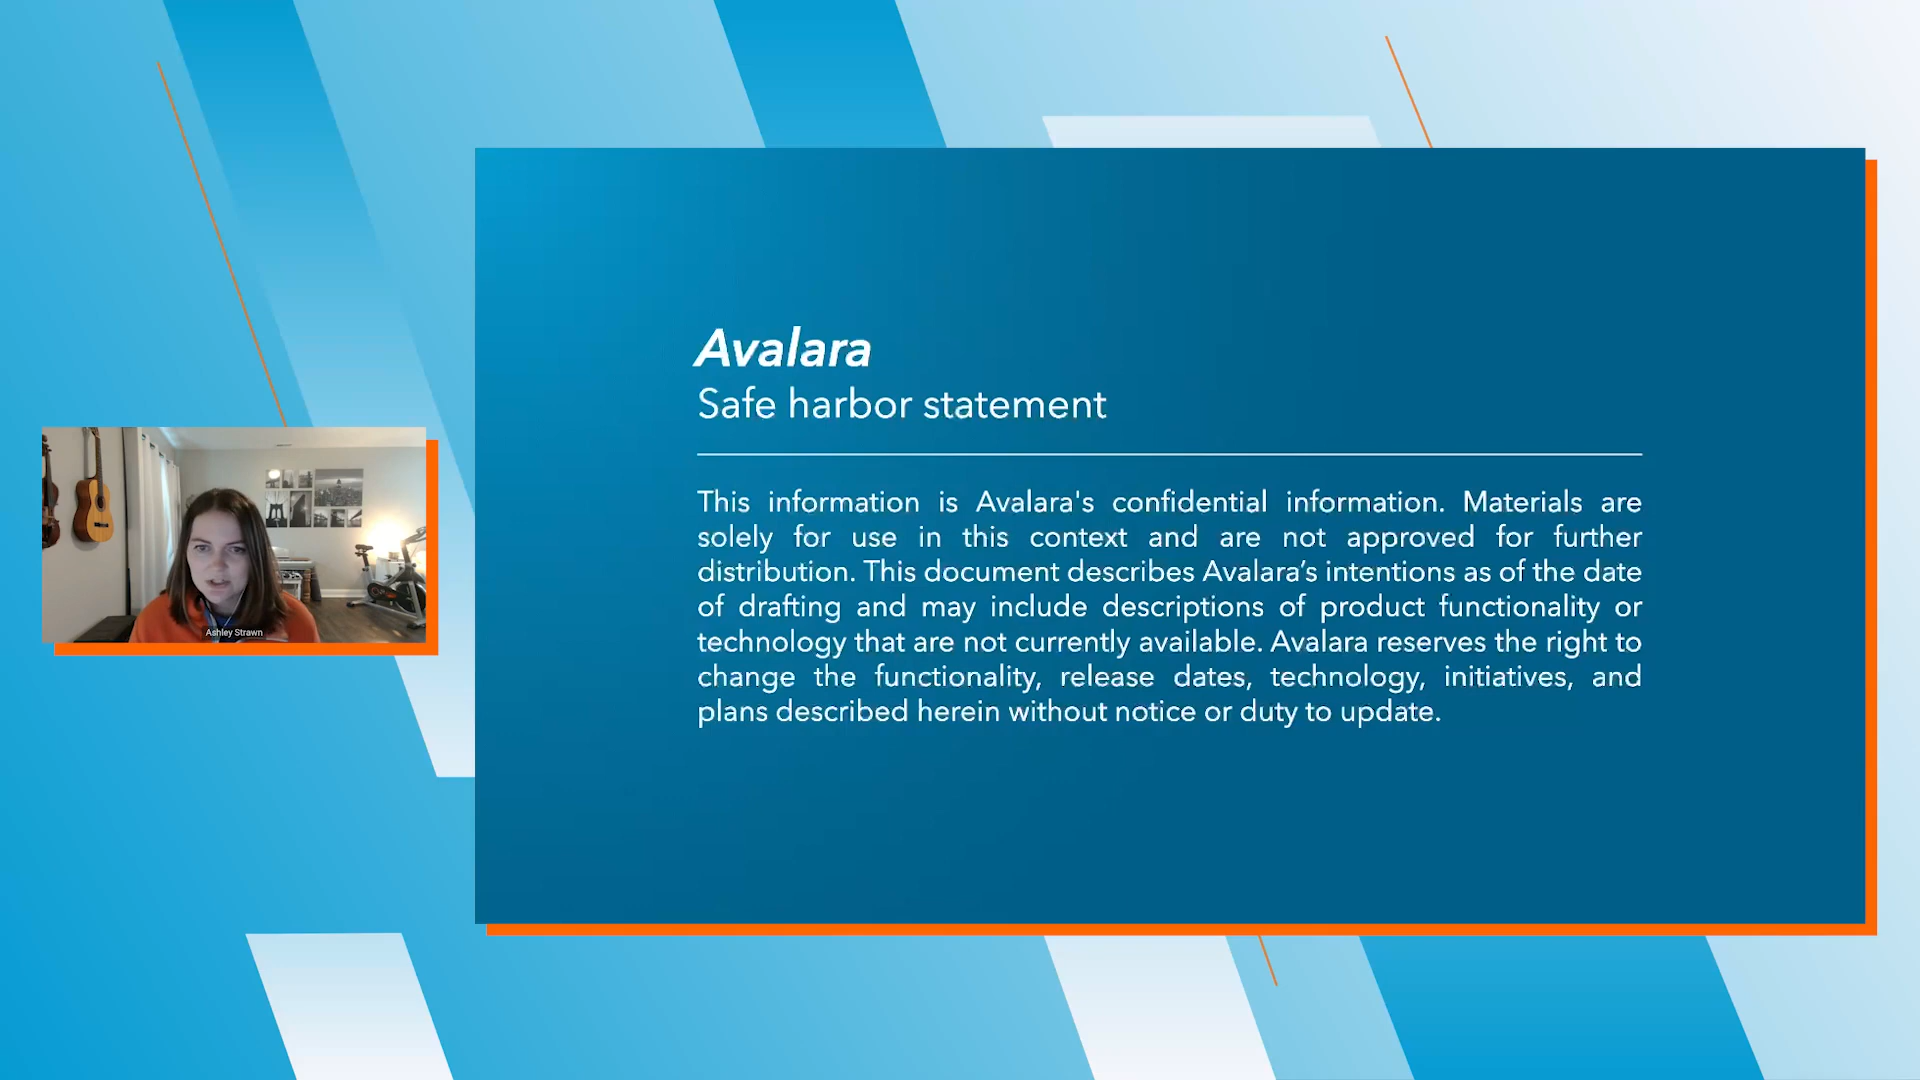 Avalara
Safe harbor statement
This information is Avalara's confidential information. Materials are
solely for use in this context and are not approved for further
distribution. This document describes Avalara’s intentions as of the date
of drafting and may include descriptions of product functionality or
technology that are not currently available. Avalara reserves the right to
change the functionality, release dates, technology, initiatives, and
plans described herein without notice or duty to update.
Ashley Strawn